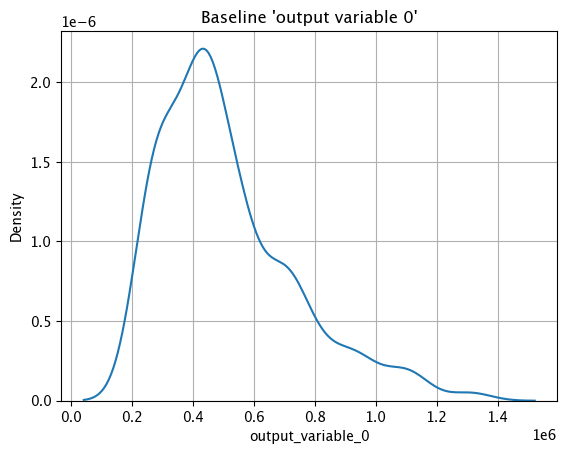 Baseline 'output variable 0'
1e−6
2.0
1.5
1.0
0.5
0.0
Density
0.0 0.2 0.4 0.6 0.8 1.0 1.2 1.4
1e6
output_variable_0